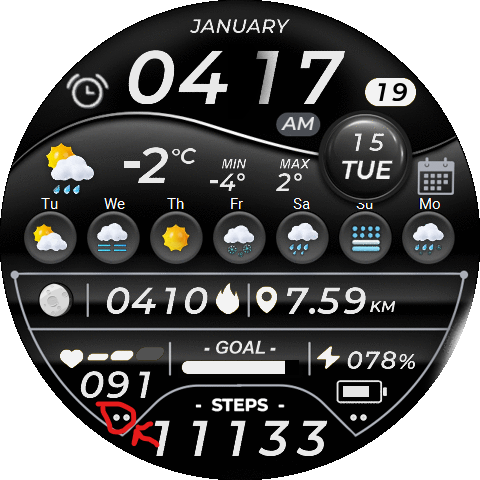 JANUARY
04 17 19
AM
15
TUE
-2°C
MIN
-4°
MAX
2°
Tu We Th Fr Sa Su Mo
0410 7.59 KM
- GOAL -
091
078%
- STEPS -
11133